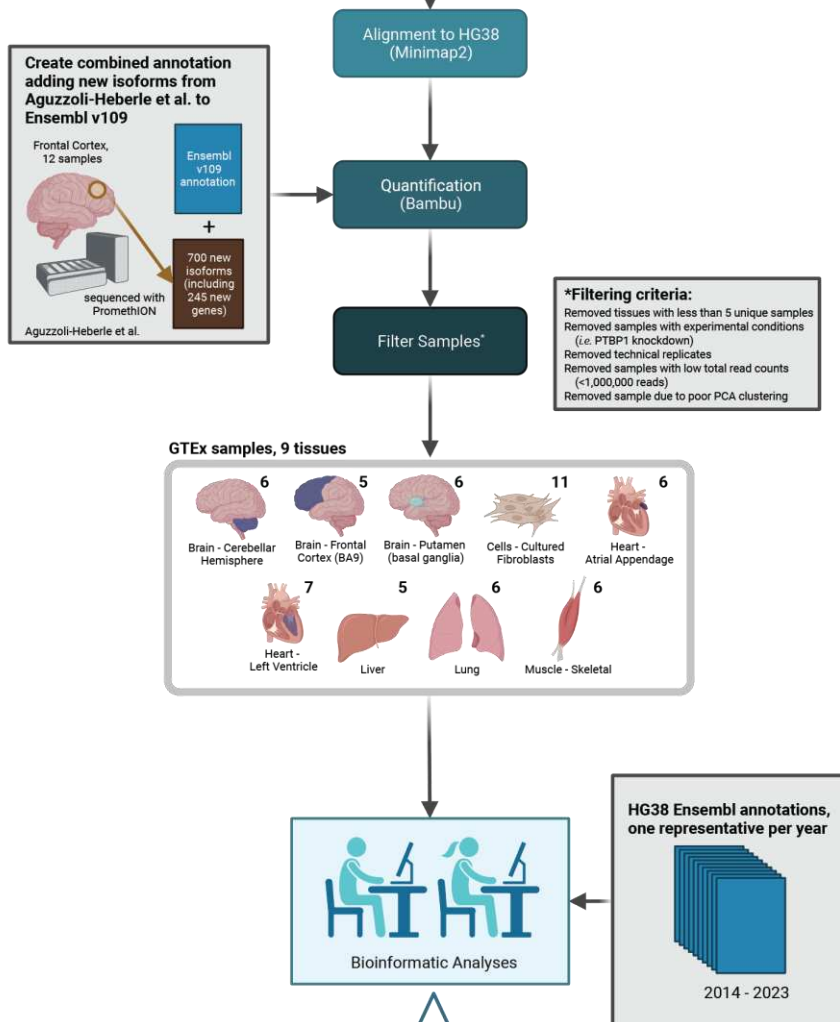 Alignment to HG38
(Minimap2)
Create combined annotation
adding new isoforms from
Aguzzoli-Heberle et al. to
Ensembl v109
Frontal Cortex,
12 samples
Ensembl
v109
annotation
+
700 new
isoforms
(including
245 new
genes)
sequenced with
PromethION
Aguzzoli-Heberle et al.
Quantification
(Bambu)
Filter Samples*
*Filtering criteria:
Removed tissues with less than 5 unique samples
Removed samples with experimental conditions
(i.e. PTBP1 knockdown)
Removed technical replicates
Removed samples with low total read counts
(<1,000,000 reads)
Removed sample due to poor PCA clustering
GTEx samples, 9 tissues
6
Brain - Cerebellar
Hemisphere
5
Brain - Frontal
Cortex (BA9)
6
Brain - Putamen
(basal ganglia)
11
Cells - Cultured
Fibroblasts
6
Heart -
Atrial Appendage
7
Heart -
Left Ventricle
5
Liver
6
Lung
6
Muscle - Skeletal
Bioinformatic Analyses
HG38 Ensembl annotations,
one representative per year
2014 - 2023